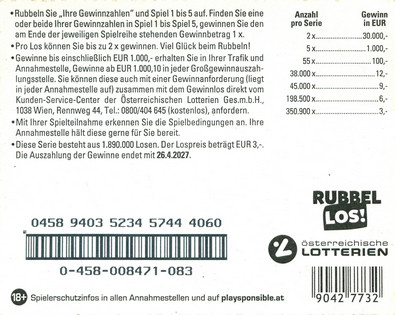 • Rubbeln Sie „Ihre Gewinnzahlen" und Spiel 1 bis 5 auf. Finden Sie eine
oder beide Ihrer Gewinnzahlen in Spiel 1 bis Spiel 5, gewinnen Sie den
am Ende der jeweiligen Spielreihe stehenden Gewinnbetrag 1 x.
• Pro Los können Sie bis zu 2 x gewinnen. Viel Glück beim Rubbeln!
• Gewinne bis einschließlich EUR 1.000,- erhalten Sie in Ihrer Trafik und
Annahmestelle, Gewinne ab EUR 1.000,10 in jeder Großgewinnauszah-
lungsstelle. Sie können diese auch mit einer Gewinnanforderung (liegt
in jeder Annahmestelle auf) zusammen mit dem Gewinnlos direkt vom
Kunden-Service-Center der Österreichischen Lotterien Ges.m.b.H.,
1038 Wien, Rennweg 44, Tel.: 0800/404 645 (kostenlos), anfordern.
• Mit Ihrer Spielteilnahme erkennen Sie die Spielbedingungen an. Ihre
Annahmestelle hält diese gerne für Sie bereit.
• Diese Serie besteht aus 1.890.000 Losen. Der Lospreis beträgt EUR 3,-.
Die Auszahlung der Gewinne endet mit 26.4.2027.
Anzahl pro Serie Gewinn in EUR
2 x 30.000,-
5 x 1.000,-
55 x 100,-
38.000 x 12,-
45.000 x 9,-
198.500 x 6,-
350.900 x 3,-
RUBBEL
LOS!
österreichische
LOTTERIEN
0458 9403 5234 5744 4060
0-458-008471-083
9042 7732
18+ Spielerschutzinfos in allen Annahmestellen und auf playsponsible.at